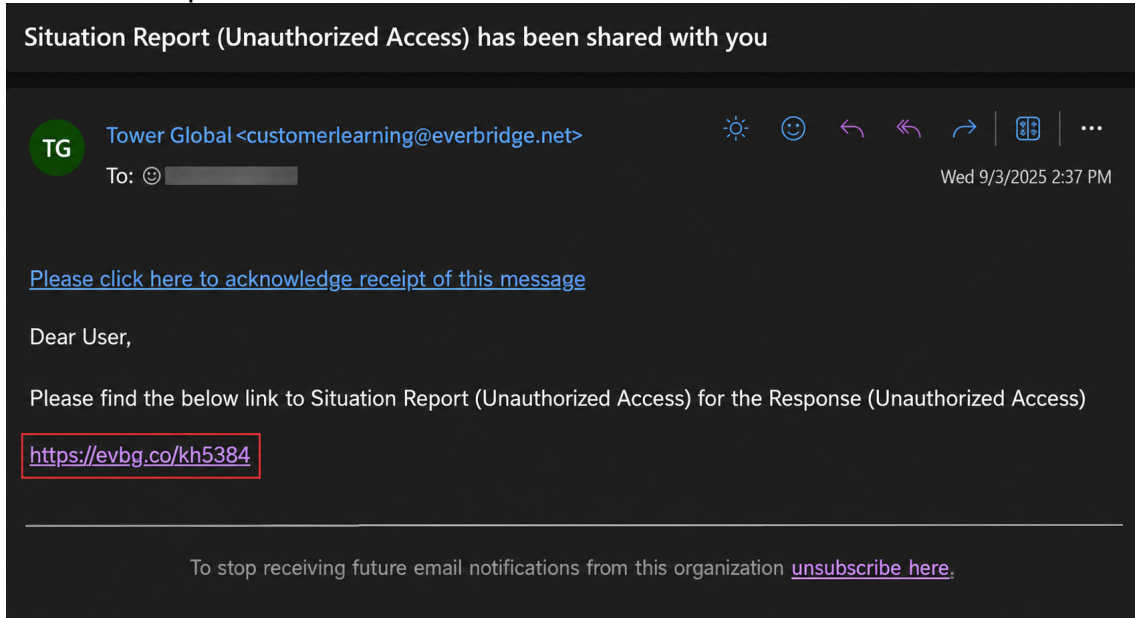 Situation Report (Unauthorized Access) has been shared with you
TG
Tower Global <customerlearning@everbridge.net>
To:
Wed 9/3/2025 2:37 PM
Please click here to acknowledge receipt of this message
Dear User,
Please find the below link to Situation Report (Unauthorized Access) for the Response (Unauthorized Access)
https://evbg.co/kh5384
To stop receiving future email notifications from this organization unsubscribe here.